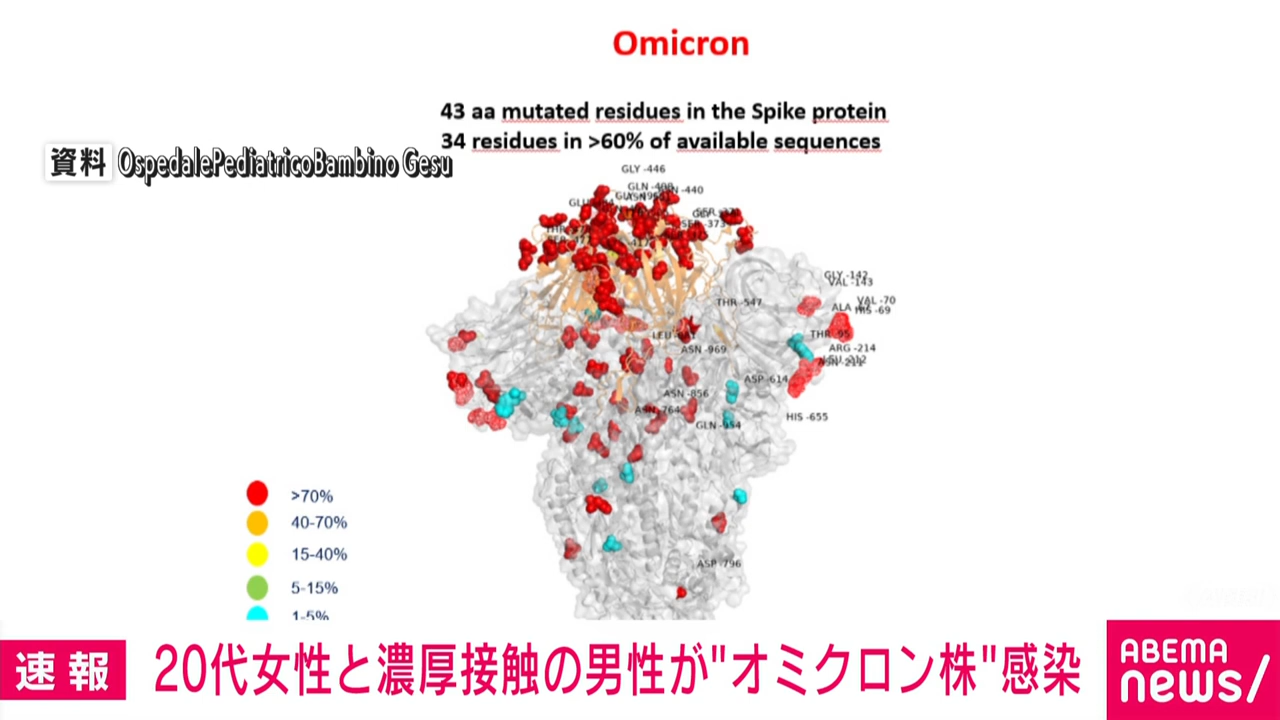 Omicron
43 aa mutated residues in the Spike protein
34 residues in >60% of available sequences
資料 OspedalePediatricoBambino Gesu
GLY -446
THR -547
GLY -142
VAL -143
VAL -70
HIS -69
THR -95
ARG -214
ASN -969
ASP -614
ASN -856
ASN -764
HIS -655
GLN -954
ASP -796
>70%
40-70%
15-40%
5-15%
1-5%
速報
20代女性と濃厚接触の男性が"オミクロン株"感染
ABEMA
news/